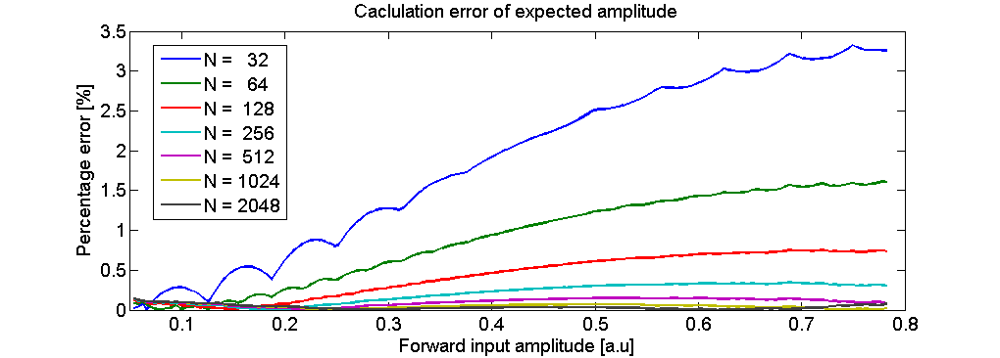 Caclulation error of expected amplitude
Percentage error [%]
3.5
3
2.5
2
1.5
1
0.5
0
N = 32
N = 64
N = 128
N = 256
N = 512
N = 1024
N = 2048
0.1 0.2 0.3 0.4 0.5 0.6 0.7 0.8
Forward input amplitude [a.u]